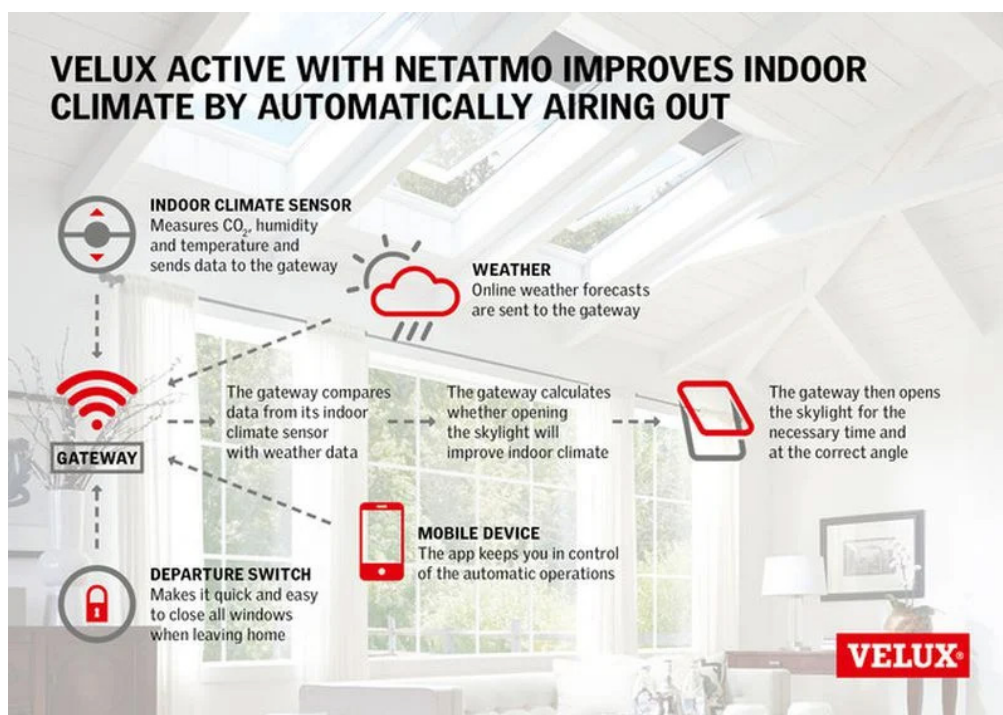 VELUX ACTIVE WITH NETATMO IMPROVES INDOOR
CLIMATE BY AUTOMATICALLY AIRING OUT
INDOOR CLIMATE SENSOR
Measures CO₂, humidity
and temperature and
sends data to the gateway
WEATHER
Online weather forecasts
are sent to the gateway
GATEWAY
The gateway compares
data from its indoor
climate sensor
with weather data
The gateway calculates
whether opening
the skylight will
improve indoor climate
The gateway then opens
the skylight for the
necessary time and
at the correct angle
MOBILE DEVICE
The app keeps you in control
of the automatic operations
DEPARTURE SWITCH
Makes it quick and easy
to close all windows
when leaving home
VELUX®